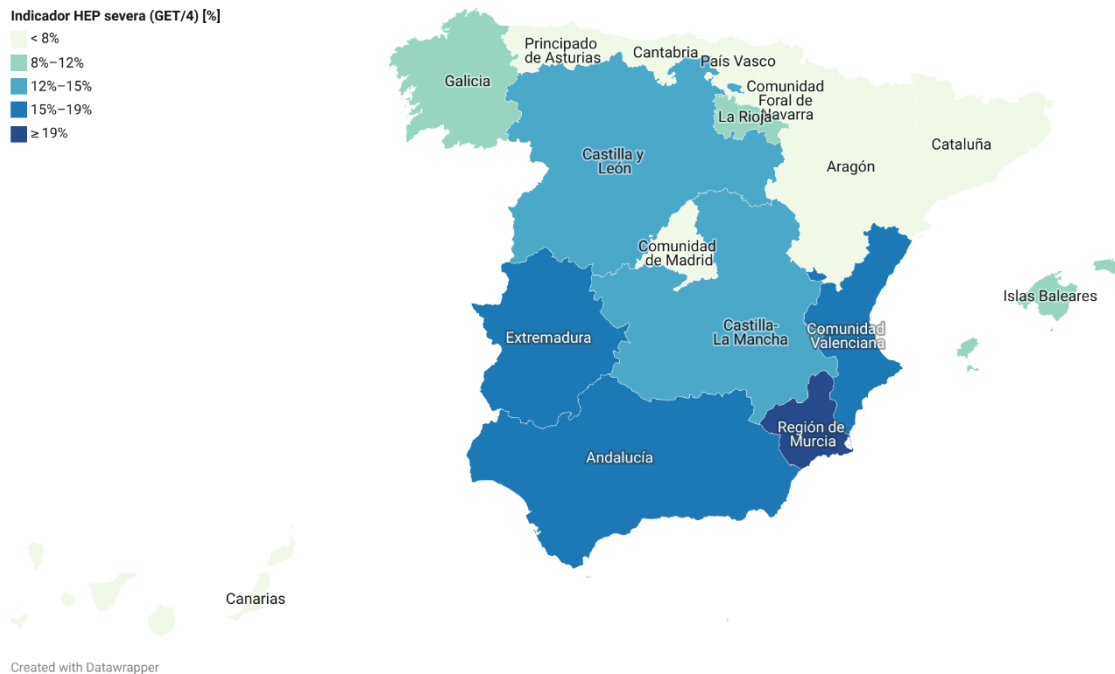 Indicador HEP severa (GET/4) [%]
< 8%
8%–12%
12%–15%
15%–19%
≥ 19%
Principado
de Asturias
Cantabria
País Vasco
Galicia
Comunidad
Foral de
Navarra
La Rioja
Cataluña
Castilla y
León
Aragón
Comunidad
de Madrid
Islas Baleares
Castilla-
La Mancha
Comunidad
Valenciana
Extremadura
Región de
Murcia
Andalucía
Canarias
Created with Datawrapper